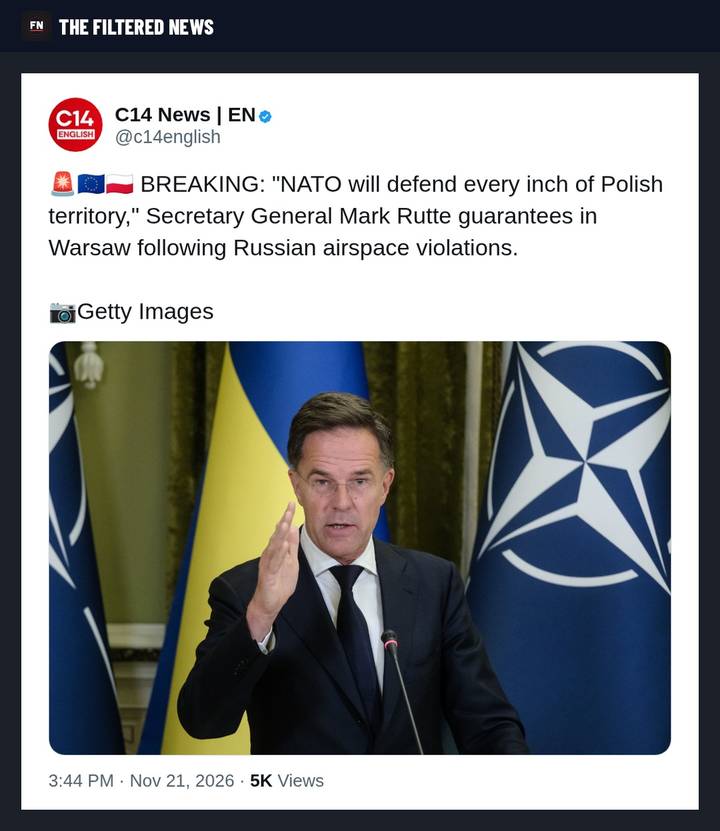 FN THE FILTERED NEWS
C14
ENGLISH
C14 News | EN
@c14english
🚨🇪🇺🇵🇱 BREAKING: "NATO will defend every inch of Polish
territory," Secretary General Mark Rutte guarantees in
Warsaw following Russian airspace violations.
📷Getty Images
3:44 PM · Nov 21, 2026 · 5K Views